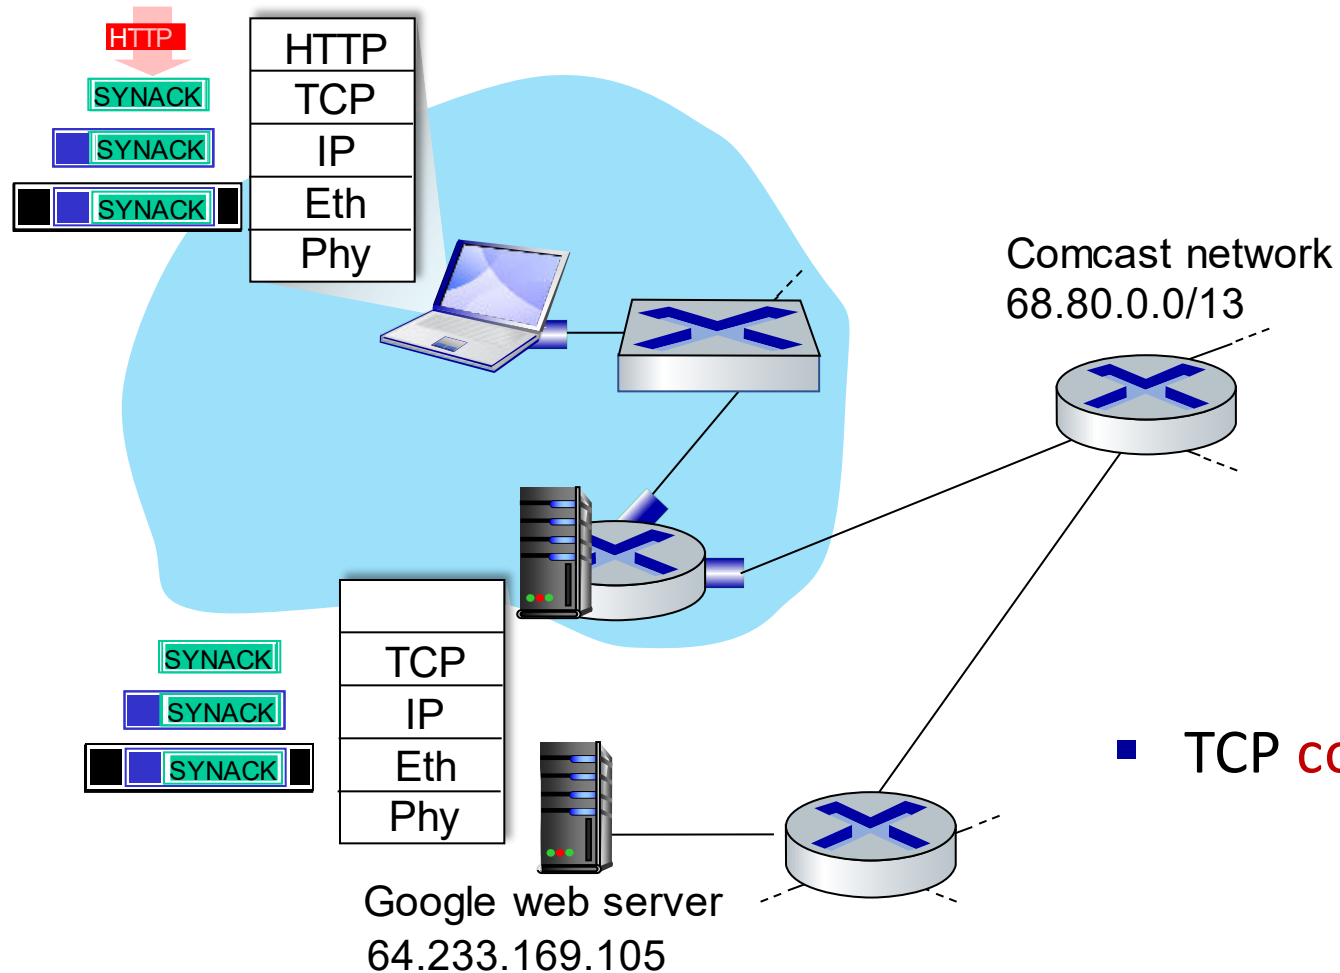 HTTP
SYNACK
SYNACK
SYNACK
HTTP
TCP
IP
Eth
Phy
Comcast network
68.80.0.0/13
SYNACK
SYNACK
SYNACK
TCP
IP
Eth
Phy
TCP
Google web server
64.233.169.105